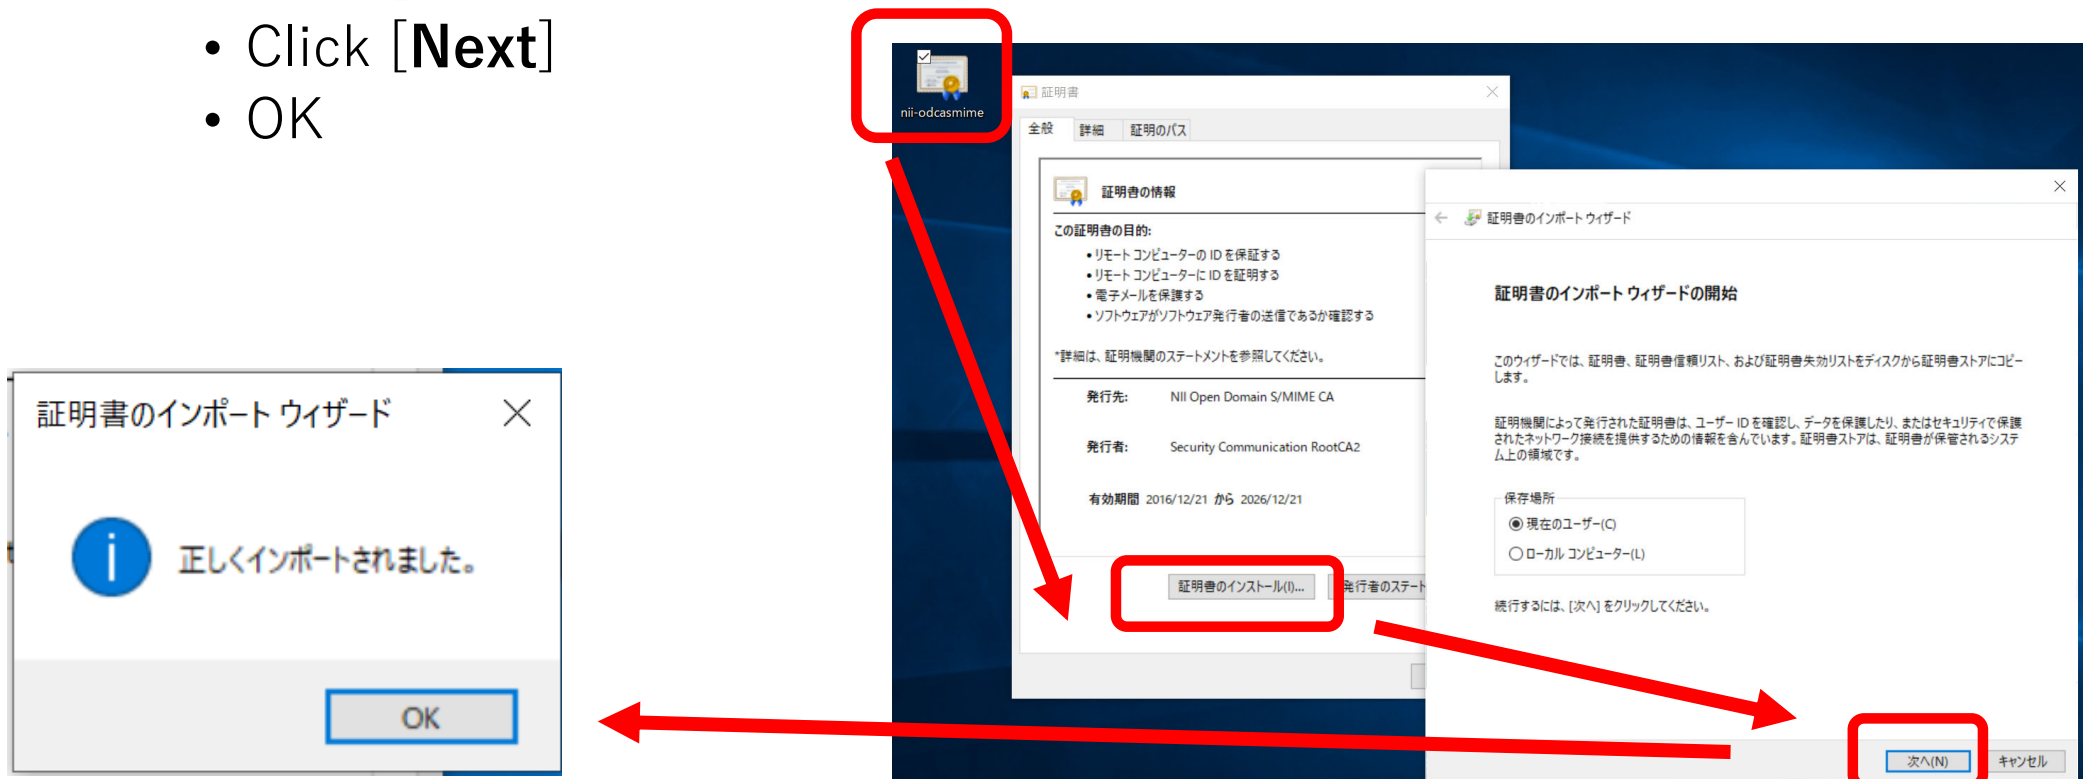 • Click [Next]
• OK
nii-odcasmime
証明書
全般 詳細 証明のパス
証明書の情報
この証明書の目的:
• リモート コンピューターの ID を保証する
• リモート コンピューターに ID を証明する
• 電子メールを保護する
• ソフトウェアがソフトウェア発行者の送信であるか確認する
*詳細は、証明機関のステートメントを参照してください。
発行先: NII Open Domain S/MIME CA
発行者: Security Communication RootCA2
有効期間 2016/12/21 から 2026/12/21
証明書のインストール(I)... 発行者のステート
証明書のインポート ウィザード
証明書のインポート ウィザードの開始
このウィザードでは、証明書、証明書信頼リスト、および証明書失効リストをディスクから証明書ストアにコピー
します。
証明機関によって発行された証明書は、ユーザー ID を確認し、データを保護したり、またはセキュリティで保護
されたネットワーク接続を提供するための情報を含んでいます。証明書ストアは、証明書が保管されるシステ
ム上の領域です。
保存場所
現在のユーザー(C)
ローカル コンピューター(L)
続行するには、[次へ] をクリックしてください。
次へ(N) キャンセル
証明書のインポート ウィザード
正しくインポートされました。
OK